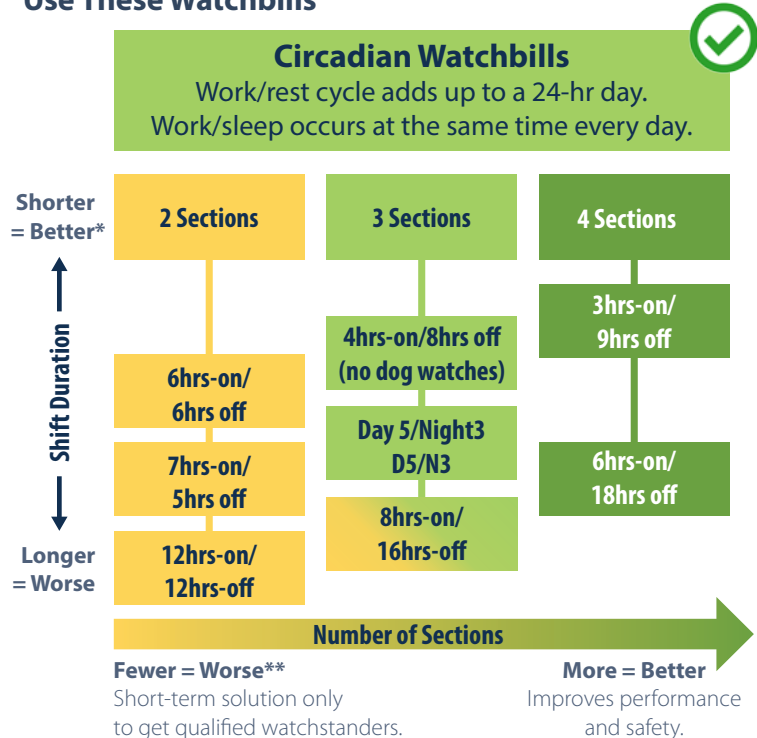 Use These Watchbills
Circadian Watchbills
Work/rest cycle adds up to a 24-hr day.
Work/sleep occurs at the same time every day.
Shorter
= Better*
Shift Duration
Longer
= Worse
2 Sections
6hrs-on/
6hrs off
7hrs-on/
5hrs off
12hrs-on/
12hrs-off
3 Sections
4hrs-on/8hrs off
(no dog watches)
Day 5/Night3
D5/N3
8hrs-on/
16hrs-off
4 Sections
3hrs-on/
9hrs off
6hrs-on/
18hrs off
Number of Sections
Fewer = Worse**
Short-term solution only
to get qualified watchstanders.
More = Better
Improves performance
and safety.